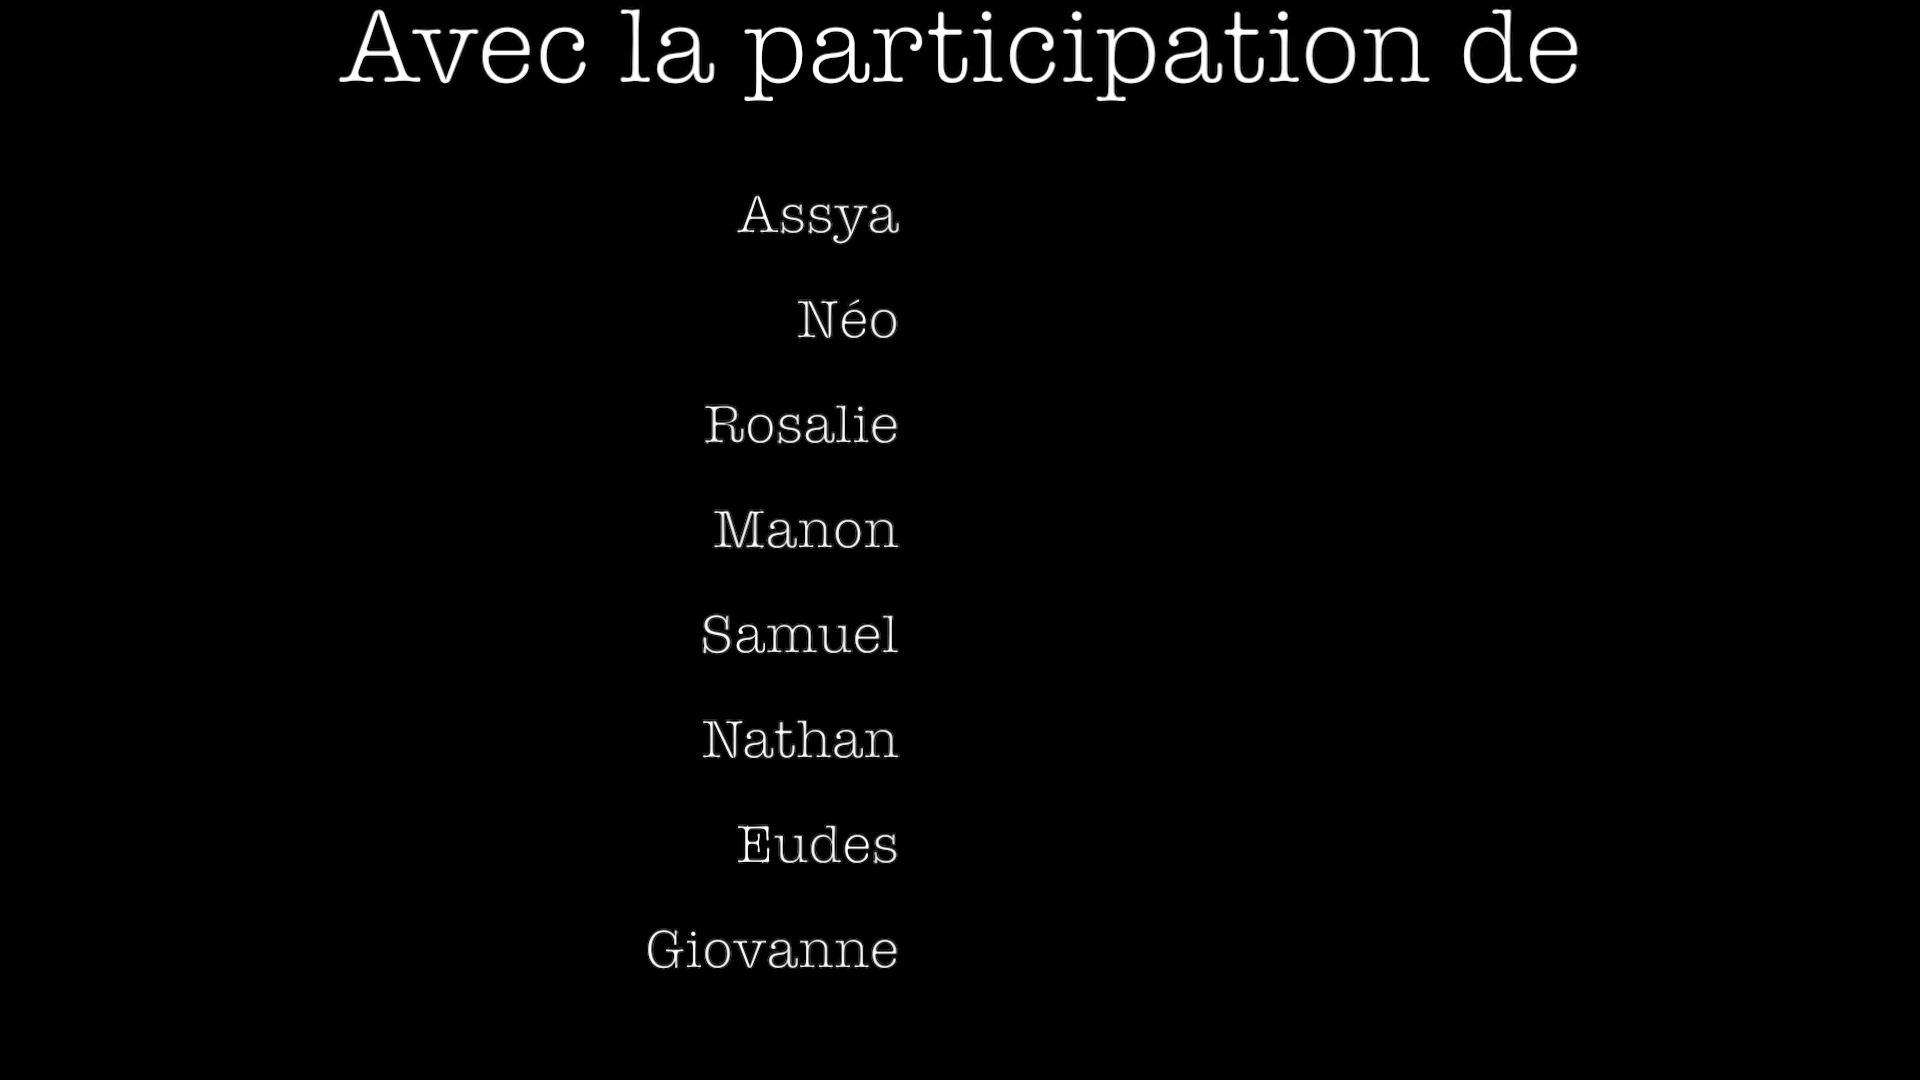 Avec la participation de
Assya
Néo
Rosalie
Manon
Samuel
Nathan
Eudes
Giovanne